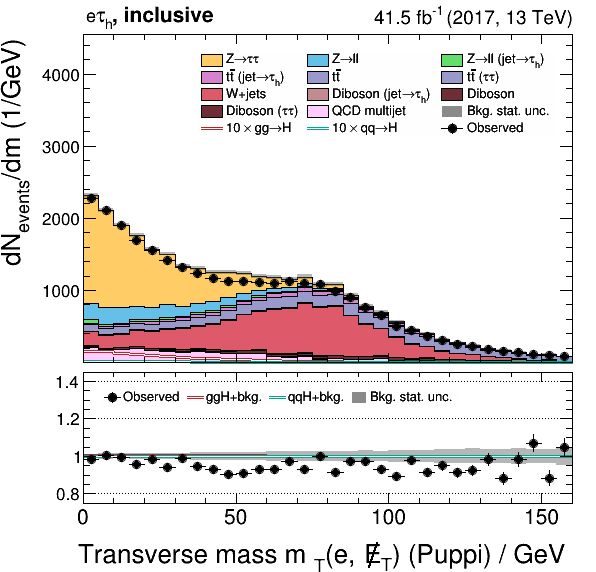 eτh, inclusive 41.5 fb⁻¹ (2017, 13 TeV)
dN_events/dm (1/GeV)
4000
3000
2000
1000
Z→ττ Z→ll Z→ll (jet→τh)
tt̄ (jet→τh) tt̄ tt̄ (ττ)
W+jets Diboson (jet→τh) Diboson
Diboson (ττ) QCD multijet Bkg. stat. unc.
10 × gg→H 10 × qq→H Observed
1.4
1.2
1
0.8
Observed ggH+bkg. qqH+bkg. Bkg. stat. unc.
0 50 100 150
Transverse mass m_T(e, E̸_T) (Puppi) / GeV